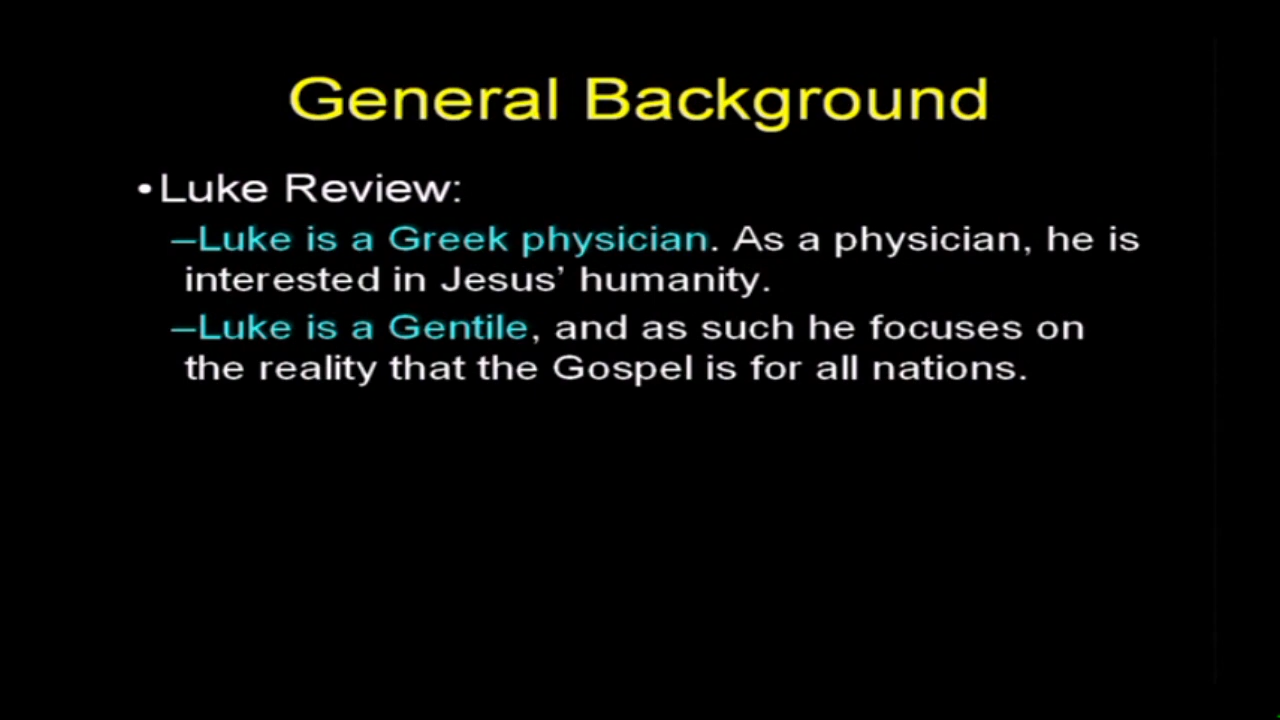 General Background
•Luke Review:
–Luke is a Greek physician. As a physician, he is
interested in Jesus’ humanity.
–Luke is a Gentile, and as such he focuses on
the reality that the Gospel is for all nations.